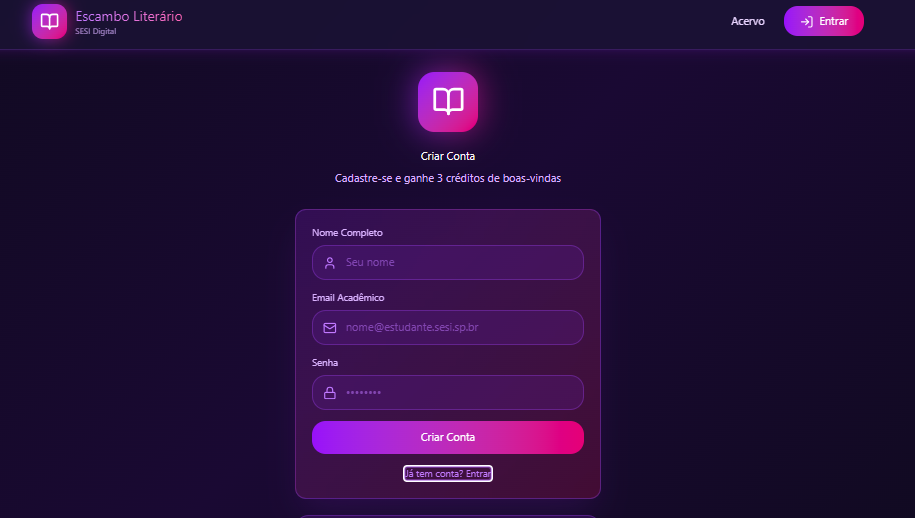 Escambo Literário
SESI Digital
Acervo
Entrar
Criar Conta
Cadastre-se e ganhe 3 créditos de boas-vindas
Nome Completo
Seu nome
Email Acadêmico
nome@estudante.sesi.sp.br
Senha
••••••••
Criar Conta
Já tem conta? Entrar